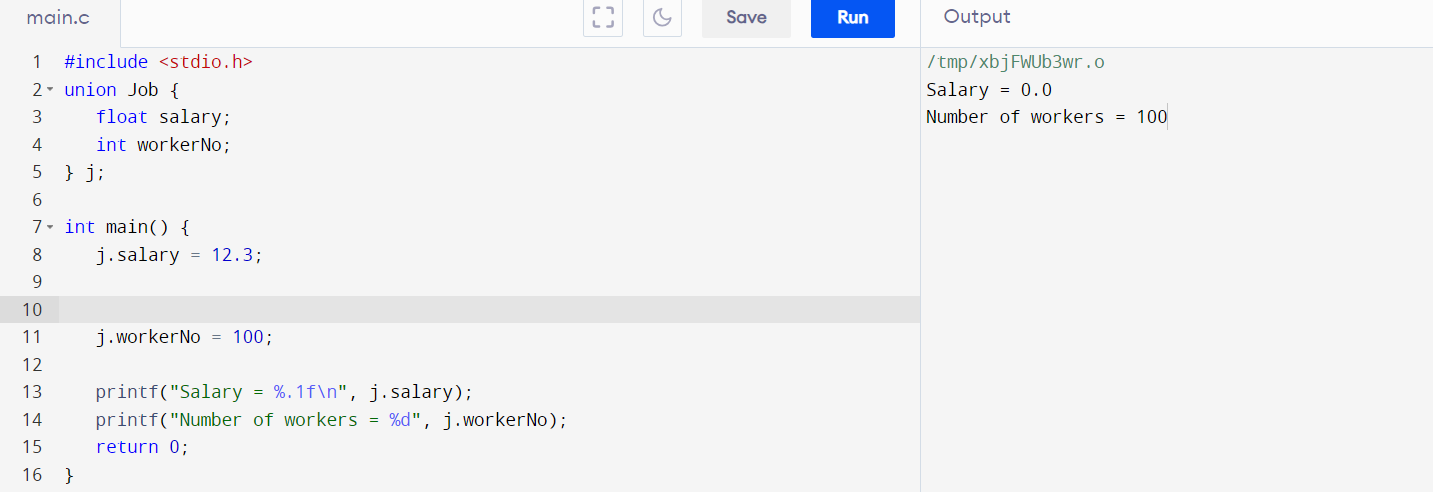 main.c
Save
Run
Output
1 #include <stdio.h>
2 union Job {
3 float salary;
4 int workerNo;
5 } j;
6
7 int main() {
8 j.salary = 12.3;
9
10
11 j.workerNo = 100;
12
13 printf("Salary = %.1f\n", j.salary);
14 printf("Number of workers = %d", j.workerNo);
15 return 0;
16 }
/tmp/xbjFWUb3wr.o
Salary = 0.0
Number of workers = 100